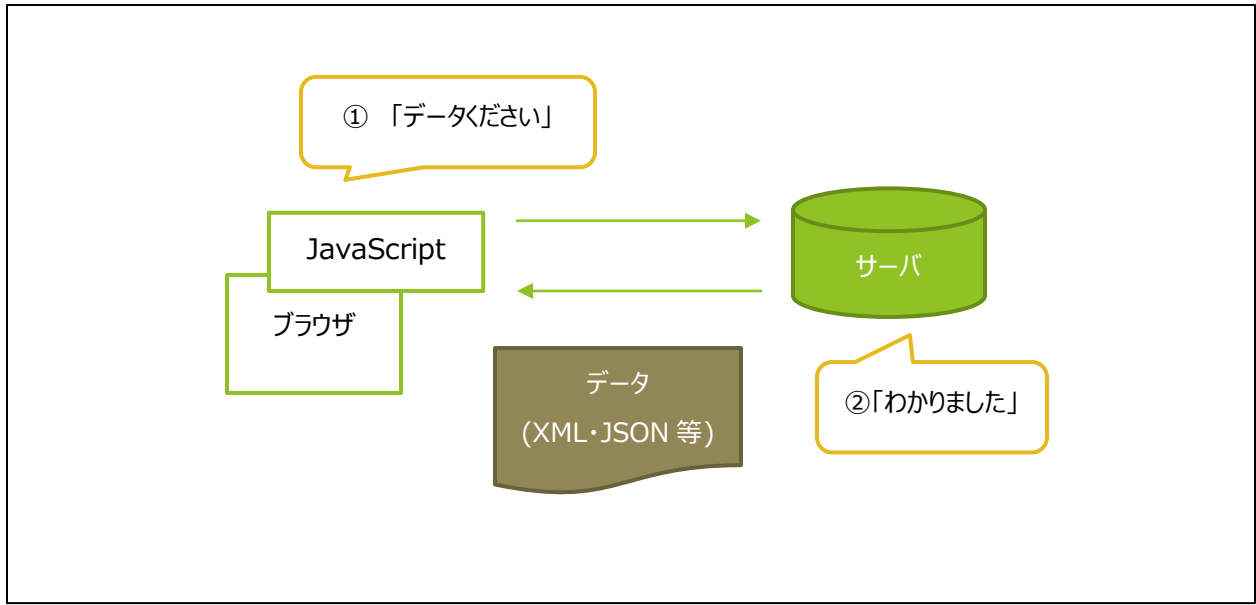 ① 「データください」
JavaScript
サーバ
ブラウザ
データ
(XML・JSON 等)
②「わかりました」